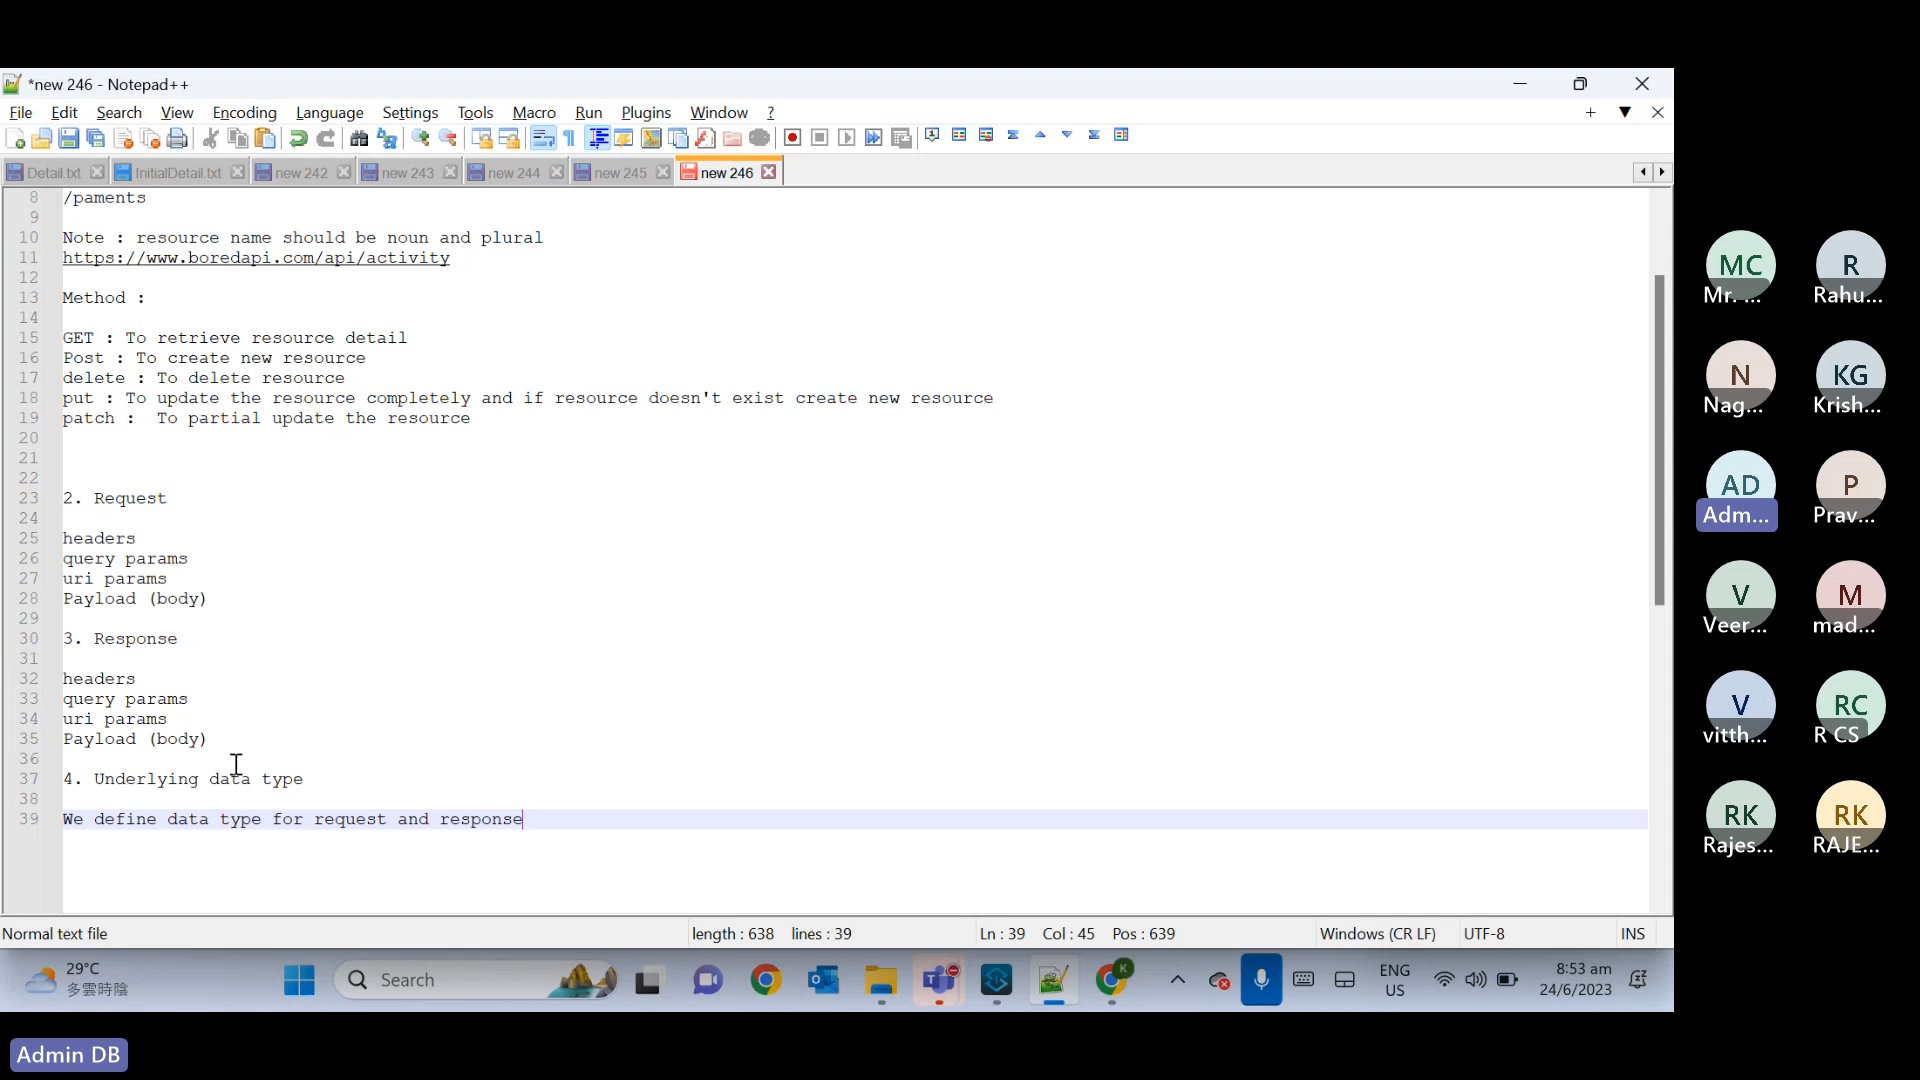 *new 246 - Notepad++
File Edit Search View Encoding Language Settings Tools Macro Run Plugins Window ?
Detail.txt InitialDetail.txt new 242 new 243 new 244 new 245 new 246
8 /paments
9
10 Note : resource name should be noun and plural
11 https://www.boredapi.com/api/activity
12
13 Method :
14
15 GET : To retrieve resource detail
16 Post : To create new resource
17 delete : To delete resource
18 put : To update the resource completely and if resource doesn't exist create new resource
19 patch :  To partial update the resource
20
21
22
23 2. Request
24
25 headers
26 query params
27 uri params
28 Payload (body)
29
30 3. Response
31
32 headers
33 query params
34 uri params
35 Payload (body)
36
37 4. Underlying data type
38
39 We define data type for request and response
Normal text file length : 638 lines : 39 Ln : 39 Col : 45 Pos : 639 Windows (CR LF) UTF-8 INS
29°C
多雲時陰
Search
K
ENG
US
8:53 am
24/6/2023
MC R
Mr. ... Rahu...
N KG
Nag... Krish...
AD P
Adm... Prav...
V M
Veer... mad...
V RC
vitth... R CS
RK RK
Rajes... RAJE...
Admin DB